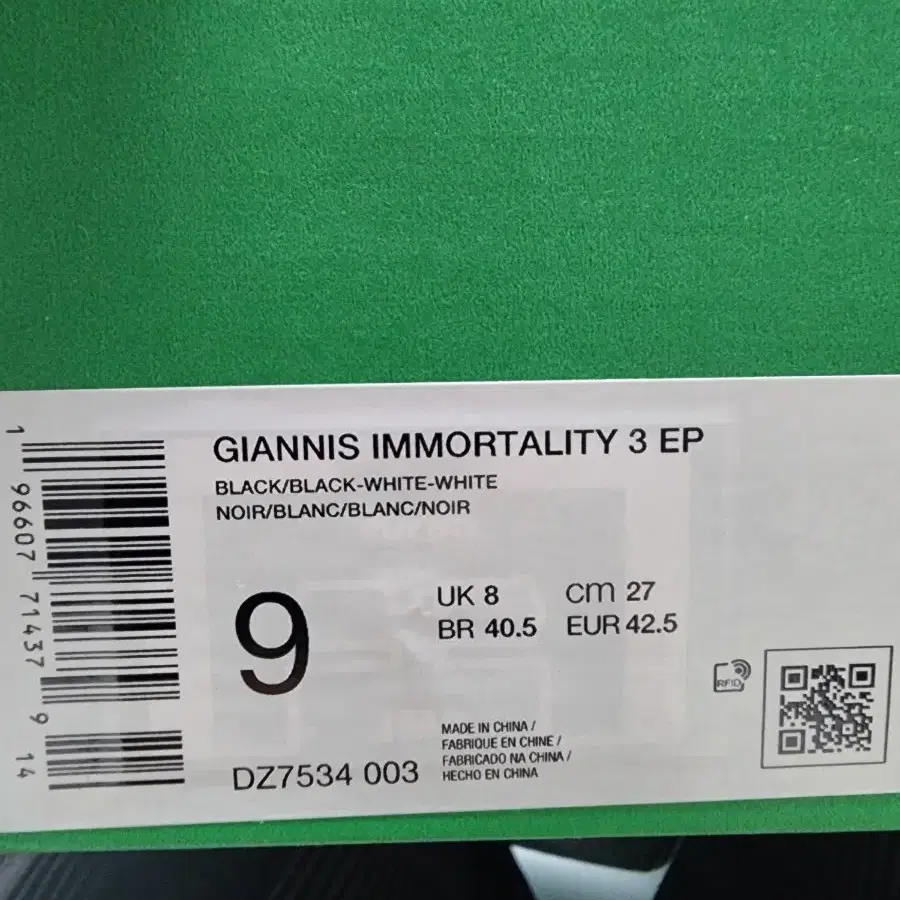 GIANNIS IMMORTALITY 3 EP
BLACK/BLACK-WHITE-WHITE
NOIR/BLANC/BLANC/NOIR
9
UK 8 cm 27
BR 40.5 EUR 42.5
RFID
MADE IN CHINA /
FABRIQUE EN CHINE /
FABRICADO NA CHINA /
HECHO EN CHINA
DZ7534 003
1 96607 71437 9 14